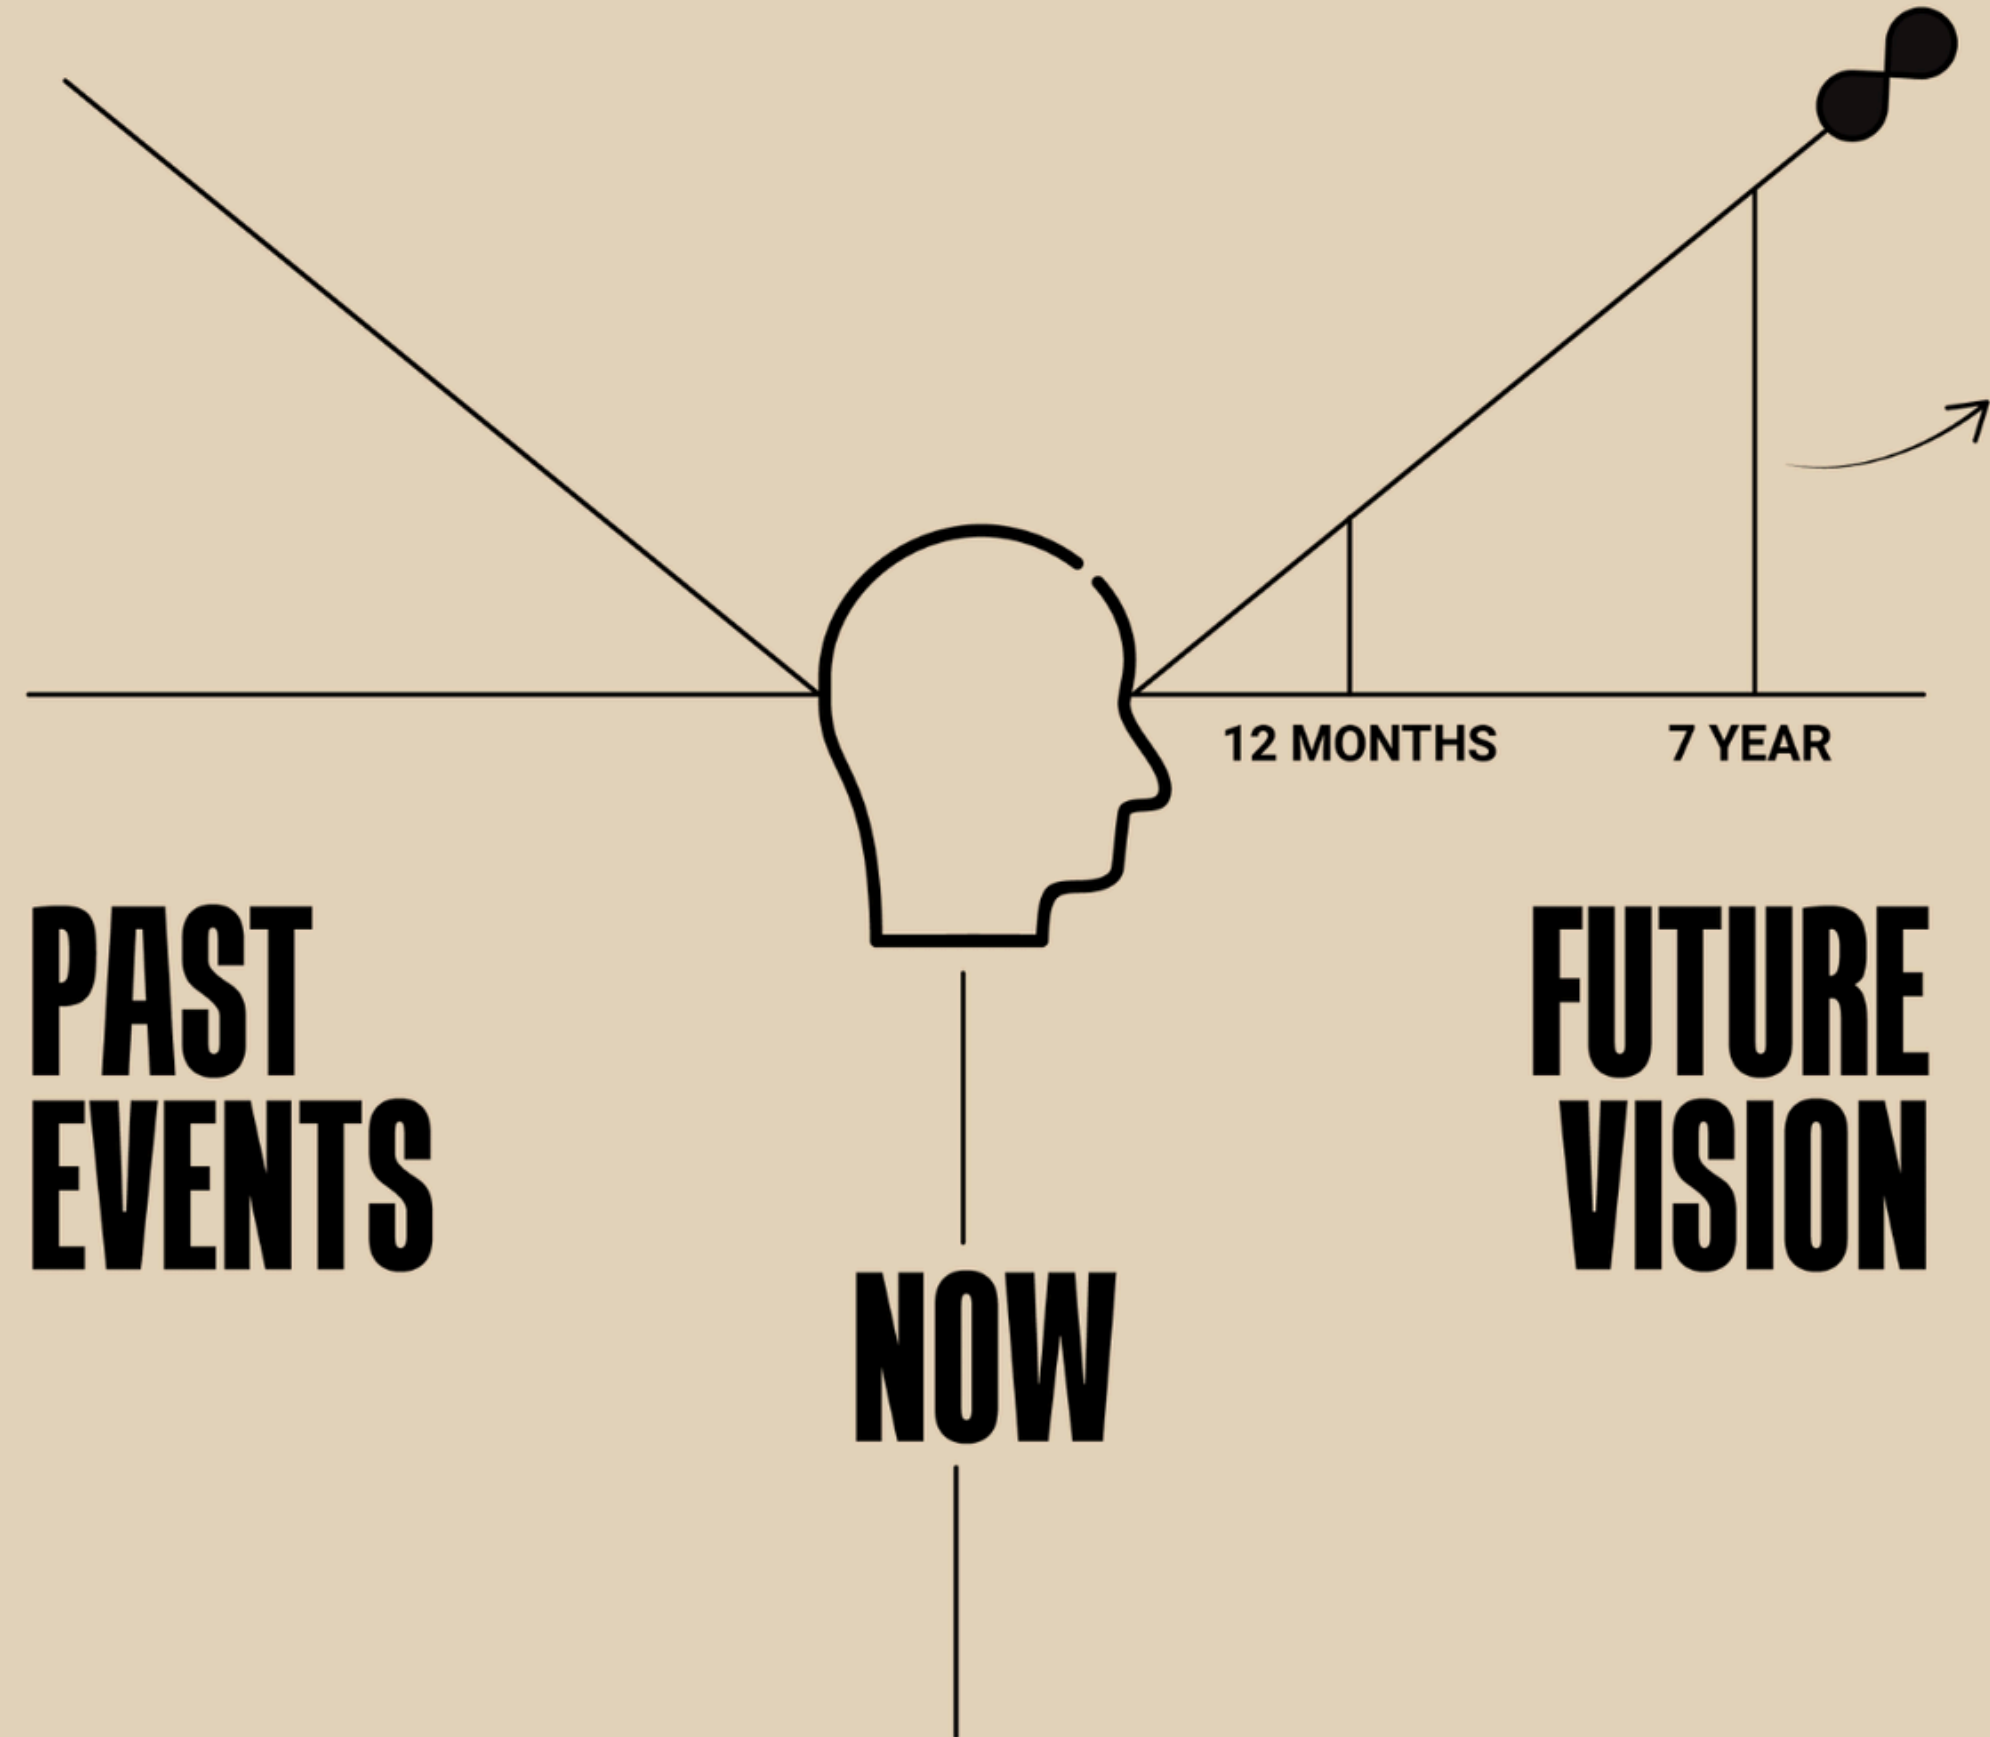 12 MONTHS
7 YEAR
PAST
EVENTS
FUTURE
VISION
NOW